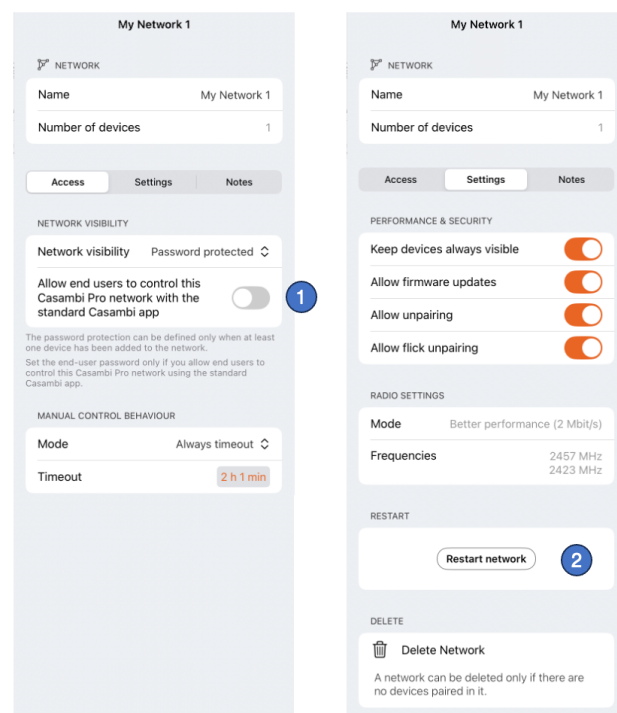 My Network 1
NETWORK
Name My Network 1
Number of devices 1
Access Settings Notes
NETWORK VISIBILITY
Network visibility Password protected
Allow end users to control this
Casambi Pro network with the
standard Casambi app
1
The password protection can be defined only when at least
one device has been added to the network.
Set the end-user password only if you allow end users to
control this Casambi Pro network using the standard
Casambi app.
MANUAL CONTROL BEHAVIOUR
Mode Always timeout
Timeout 2 h 1 min
My Network 1
NETWORK
Name My Network 1
Number of devices 1
Access Settings Notes
PERFORMANCE & SECURITY
Keep devices always visible
Allow firmware updates
Allow unpairing
Allow flick unpairing
RADIO SETTINGS
Mode Better performance (2 Mbit/s)
Frequencies 2457 MHz
2423 MHz
RESTART
Restart network 2
DELETE
Delete Network
A network can be deleted only if there are
no devices paired in it.